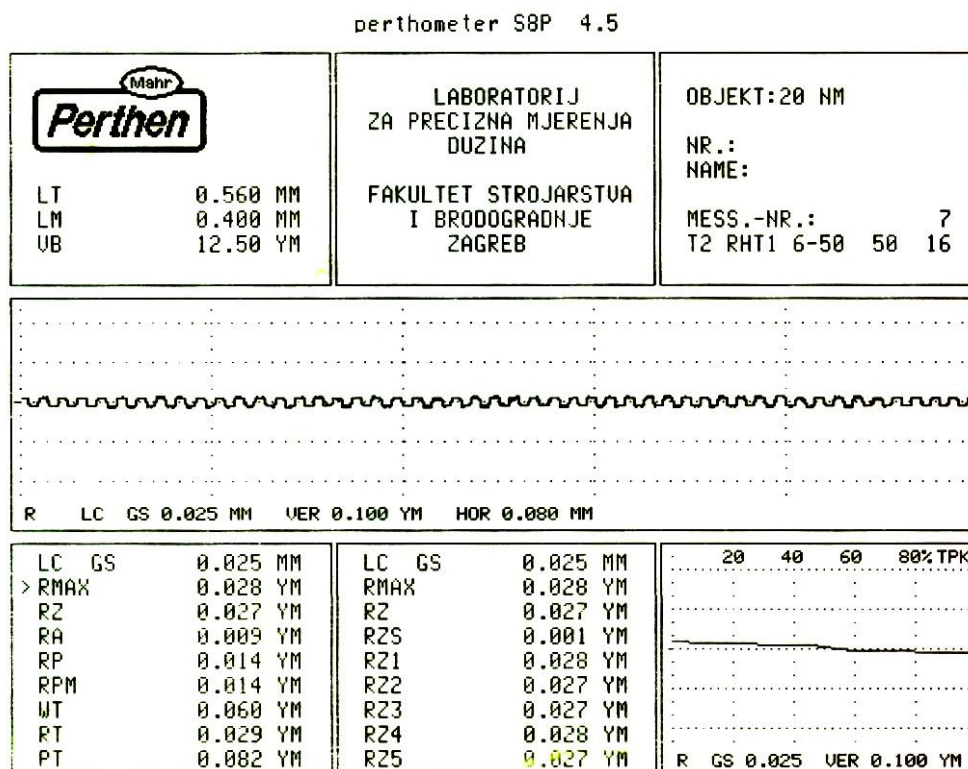 perthometer S8P 4.5
Mahr
Perthen
LT 0.560 MM
LM 0.400 MM
VB 12.50 YM
LABORATORIJ
ZA PRECIZNA MJERENJA
DUZINA
FAKULTET STROJARSTVA
I BRODOGRADNJE
ZAGREB
OBJEKT:20 NM
NR.:
NAME:
MESS.-NR.: 7
T2 RHT1 6-50 50 16
R LC GS 0.025 MM VER 0.100 YM HOR 0.080 MM
LC GS 0.025 MM
> RMAX 0.028 YM
RZ 0.027 YM
RA 0.009 YM
RP 0.014 YM
RPM 0.014 YM
WT 0.060 YM
RT 0.029 YM
PT 0.082 YM
LC GS 0.025 MM
RMAX 0.028 YM
RZ 0.027 YM
RZS 0.001 YM
RZ1 0.028 YM
RZ2 0.027 YM
RZ3 0.027 YM
RZ4 0.028 YM
RZ5 0.027 YM
20 40 60 80% TPK
R GS 0.025 VER 0.100 YM